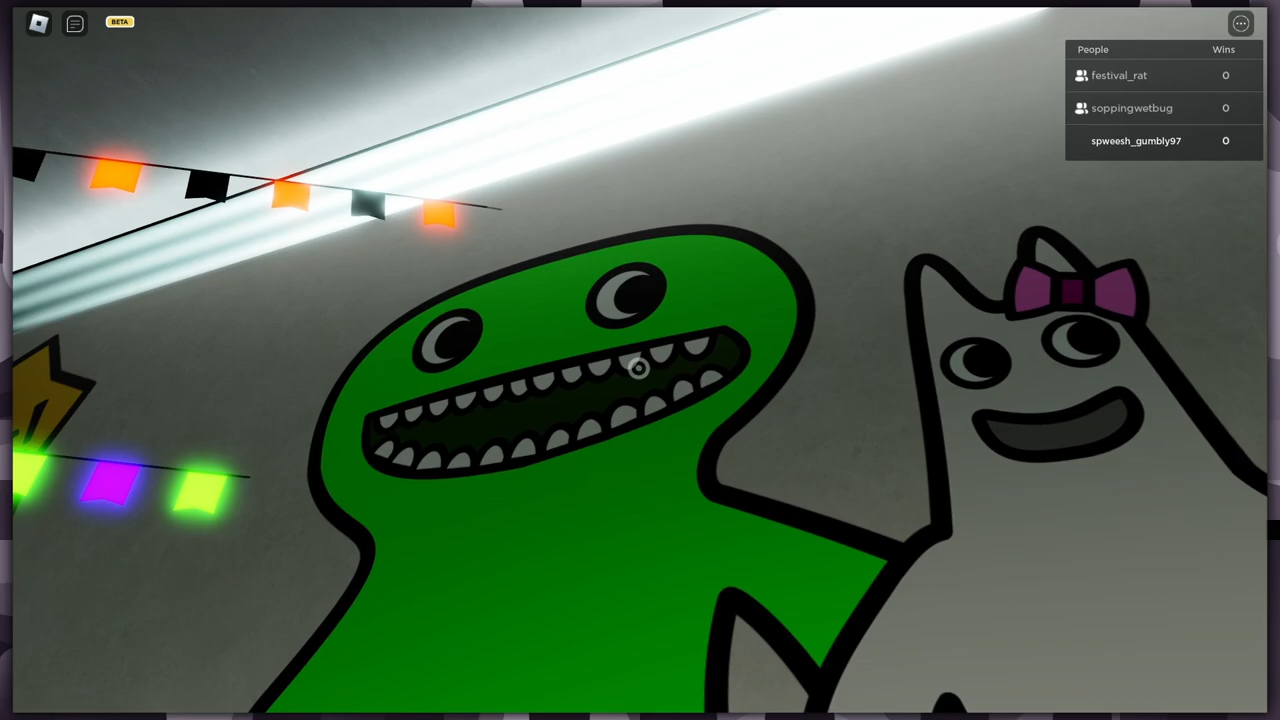 BETA
People Wins
festival_rat 0
soppingwetbug 0
spweesh_gumbly97 0